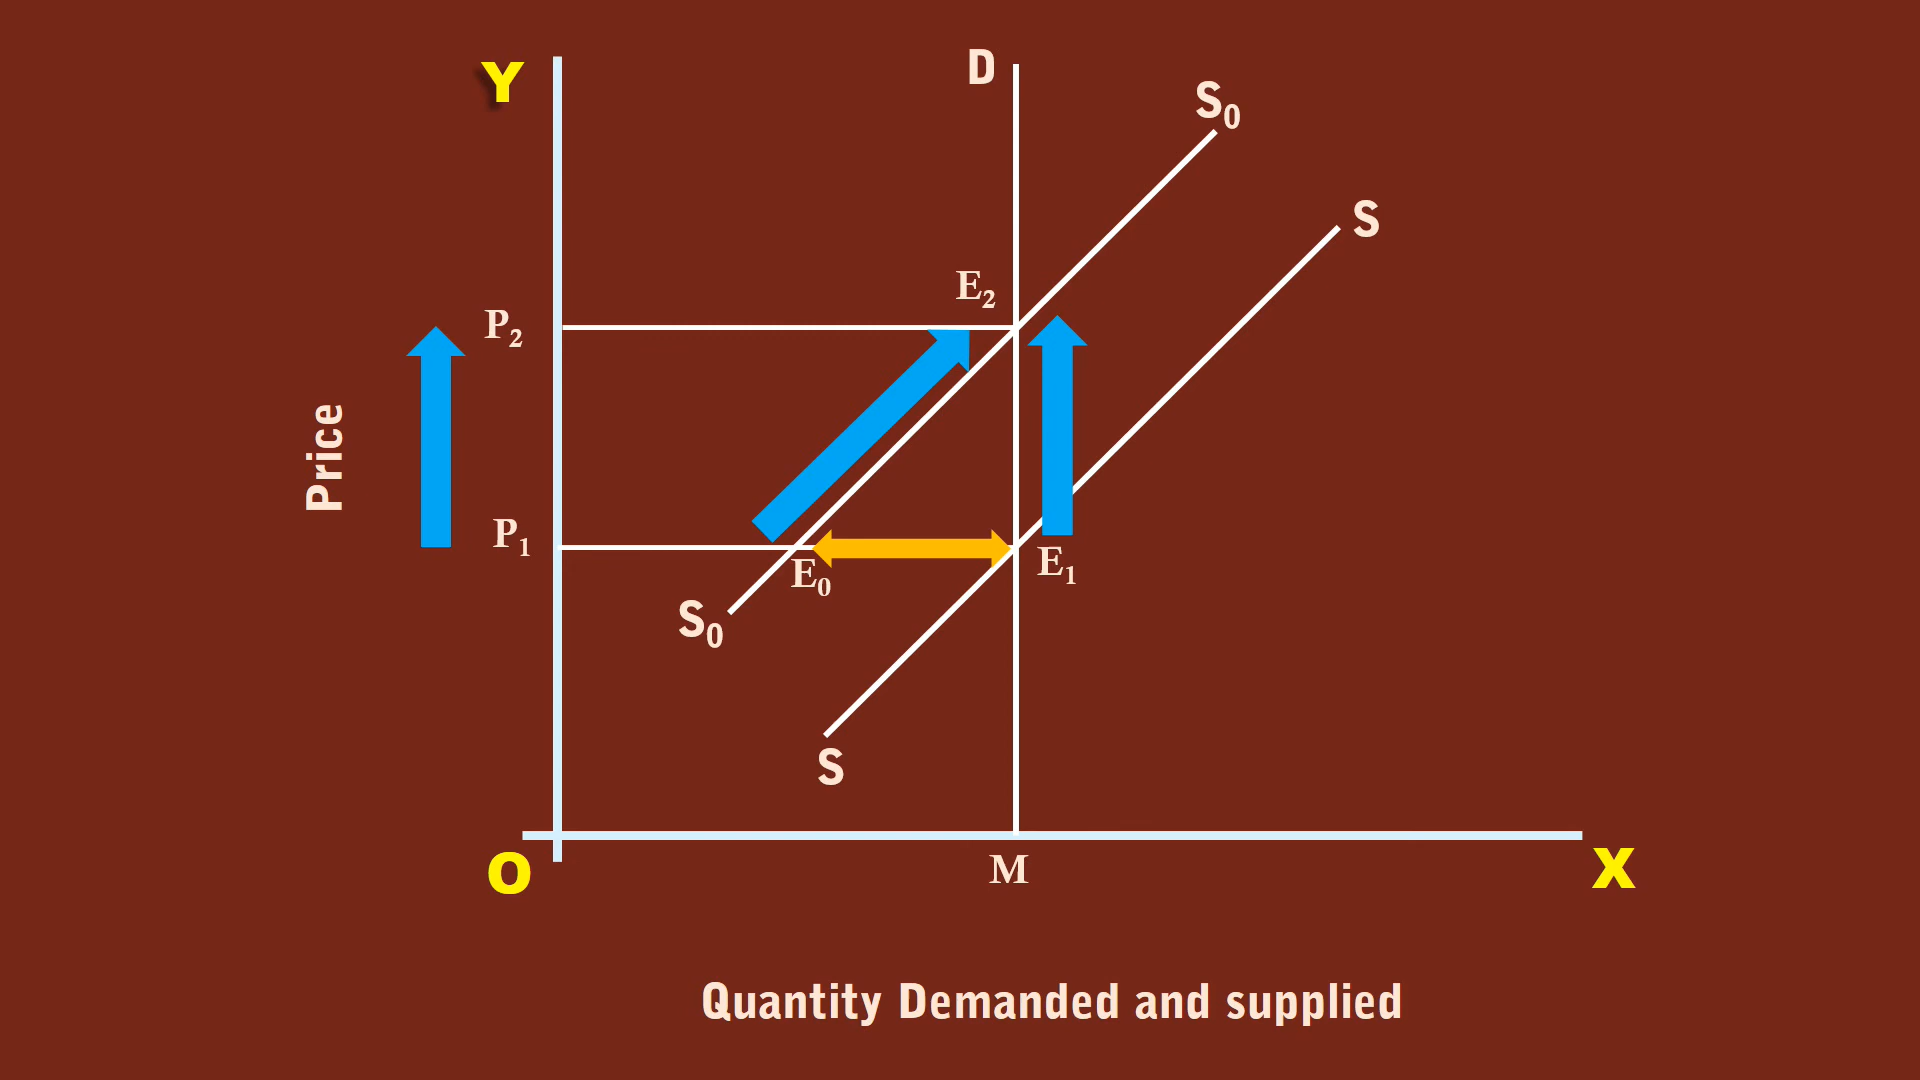 Y
D
S₀
S
E₂
P₂
Price
P₁
E₀
E₁
S₀
S
O
M
X
Quantity Demanded and supplied